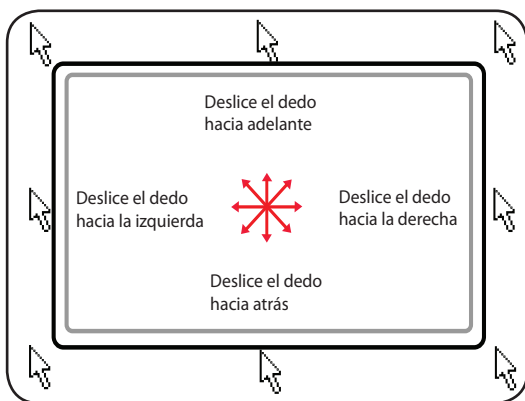 Deslice el dedo
hacia adelante
Deslice el dedo
hacia la izquierda
Deslice el dedo
hacia la derecha
Deslice el dedo
hacia atrás